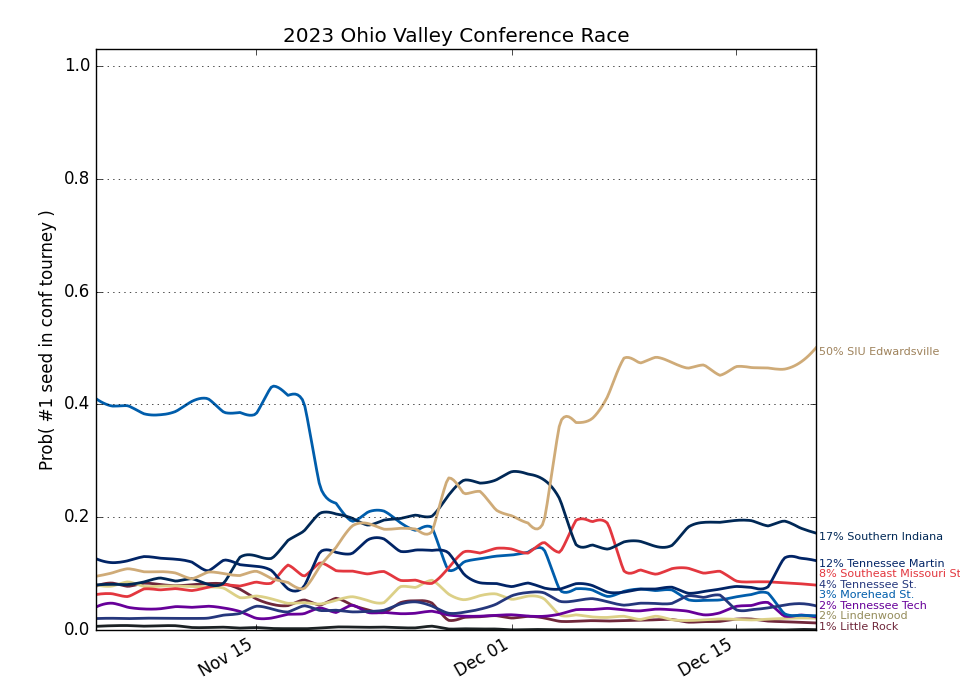 2023 Ohio Valley Conference Race
Prob( #1 seed in conf tourney )
1.0
0.8
0.6
0.4
0.2
0.0
Nov 15
Dec 01
Dec 15
50% SIU Edwardsville
17% Southern Indiana
12% Tennessee Martin
8% Southeast Missouri St
4% Tennessee St.
3% Morehead St.
2% Tennessee Tech
2% Lindenwood
1% Little Rock